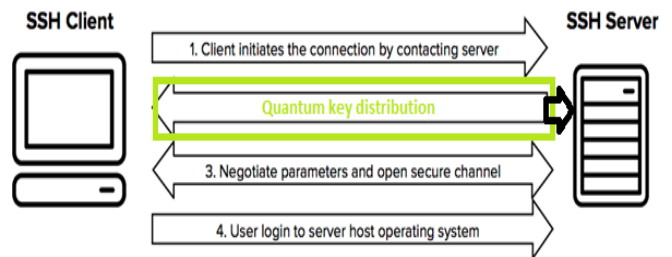 SSH Client
SSH Server
1. Client initiates the connection by contacting server
Quantum key distribution
3. Negotiate parameters and open secure channel
4. User login to server host operating system